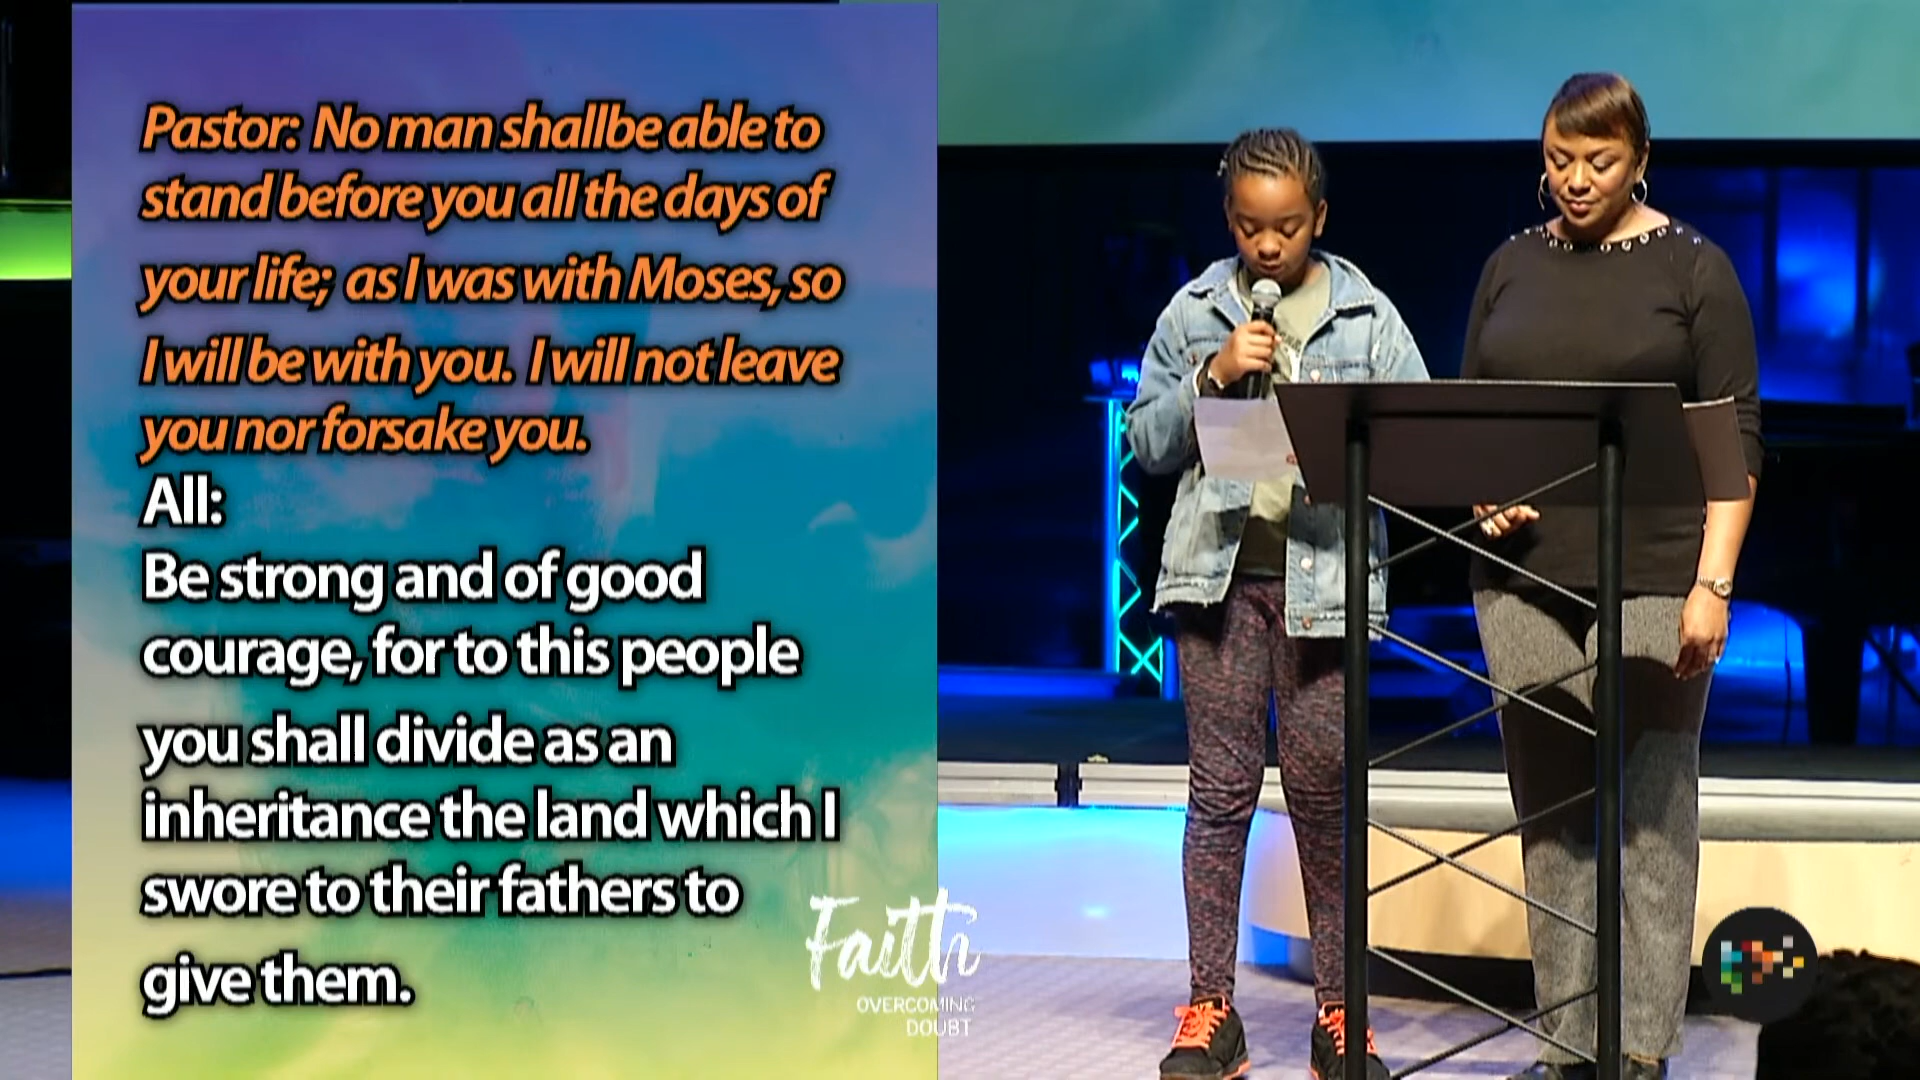 Pastor: No man shallbe able to
stand before you all the days of
your life; as I was with Moses, so
I will be with you. I will not leave
you nor forsake you.
All:
Be strong and of good
courage, for to this people
you shall divide as an
inheritance the land which I
swore to their fathers to
give them.
Faith
OVERCOMING
DOUBT